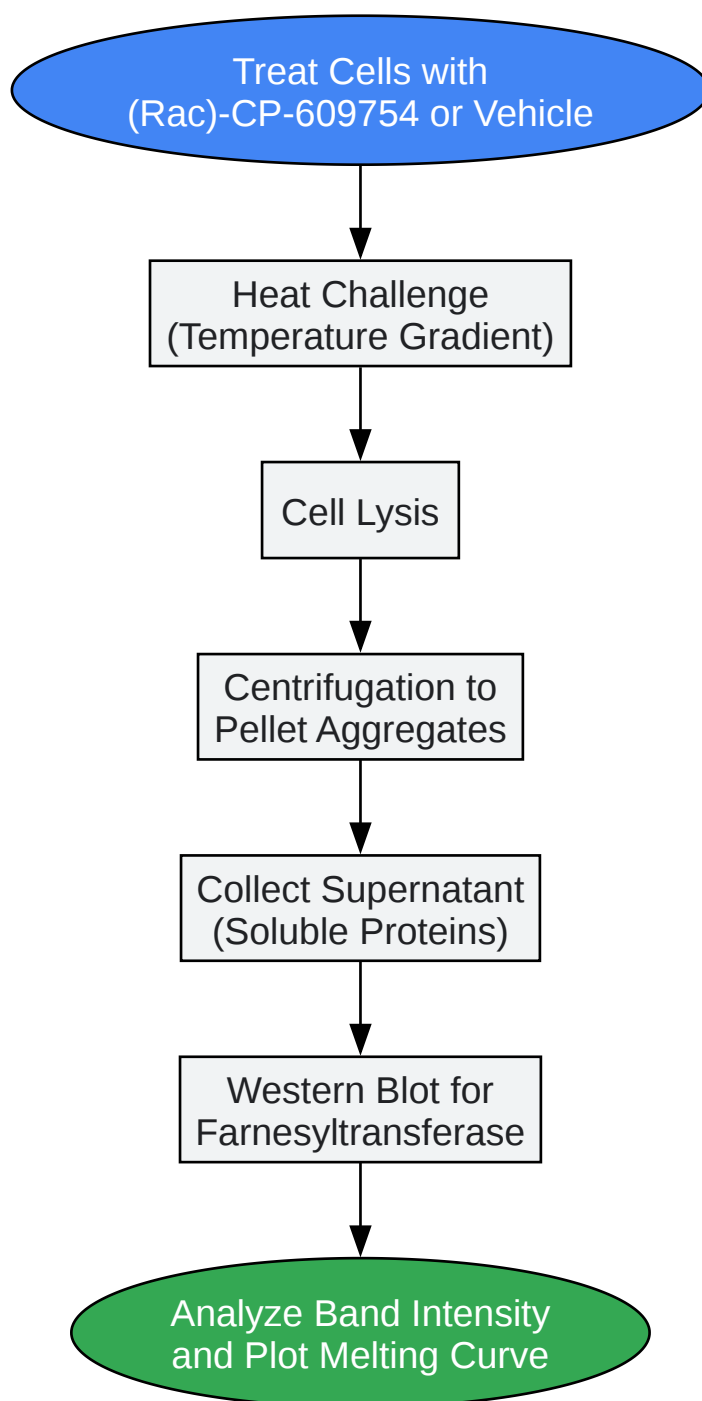 Treat Cells with
(Rac)-CP-609754 or Vehicle
Heat Challenge
(Temperature Gradient)
Cell Lysis
Centrifugation to
Pellet Aggregates
Collect Supernatant
(Soluble Proteins)
Western Blot for
Farnesyltransferase
Analyze Band Intensity
and Plot Melting Curve